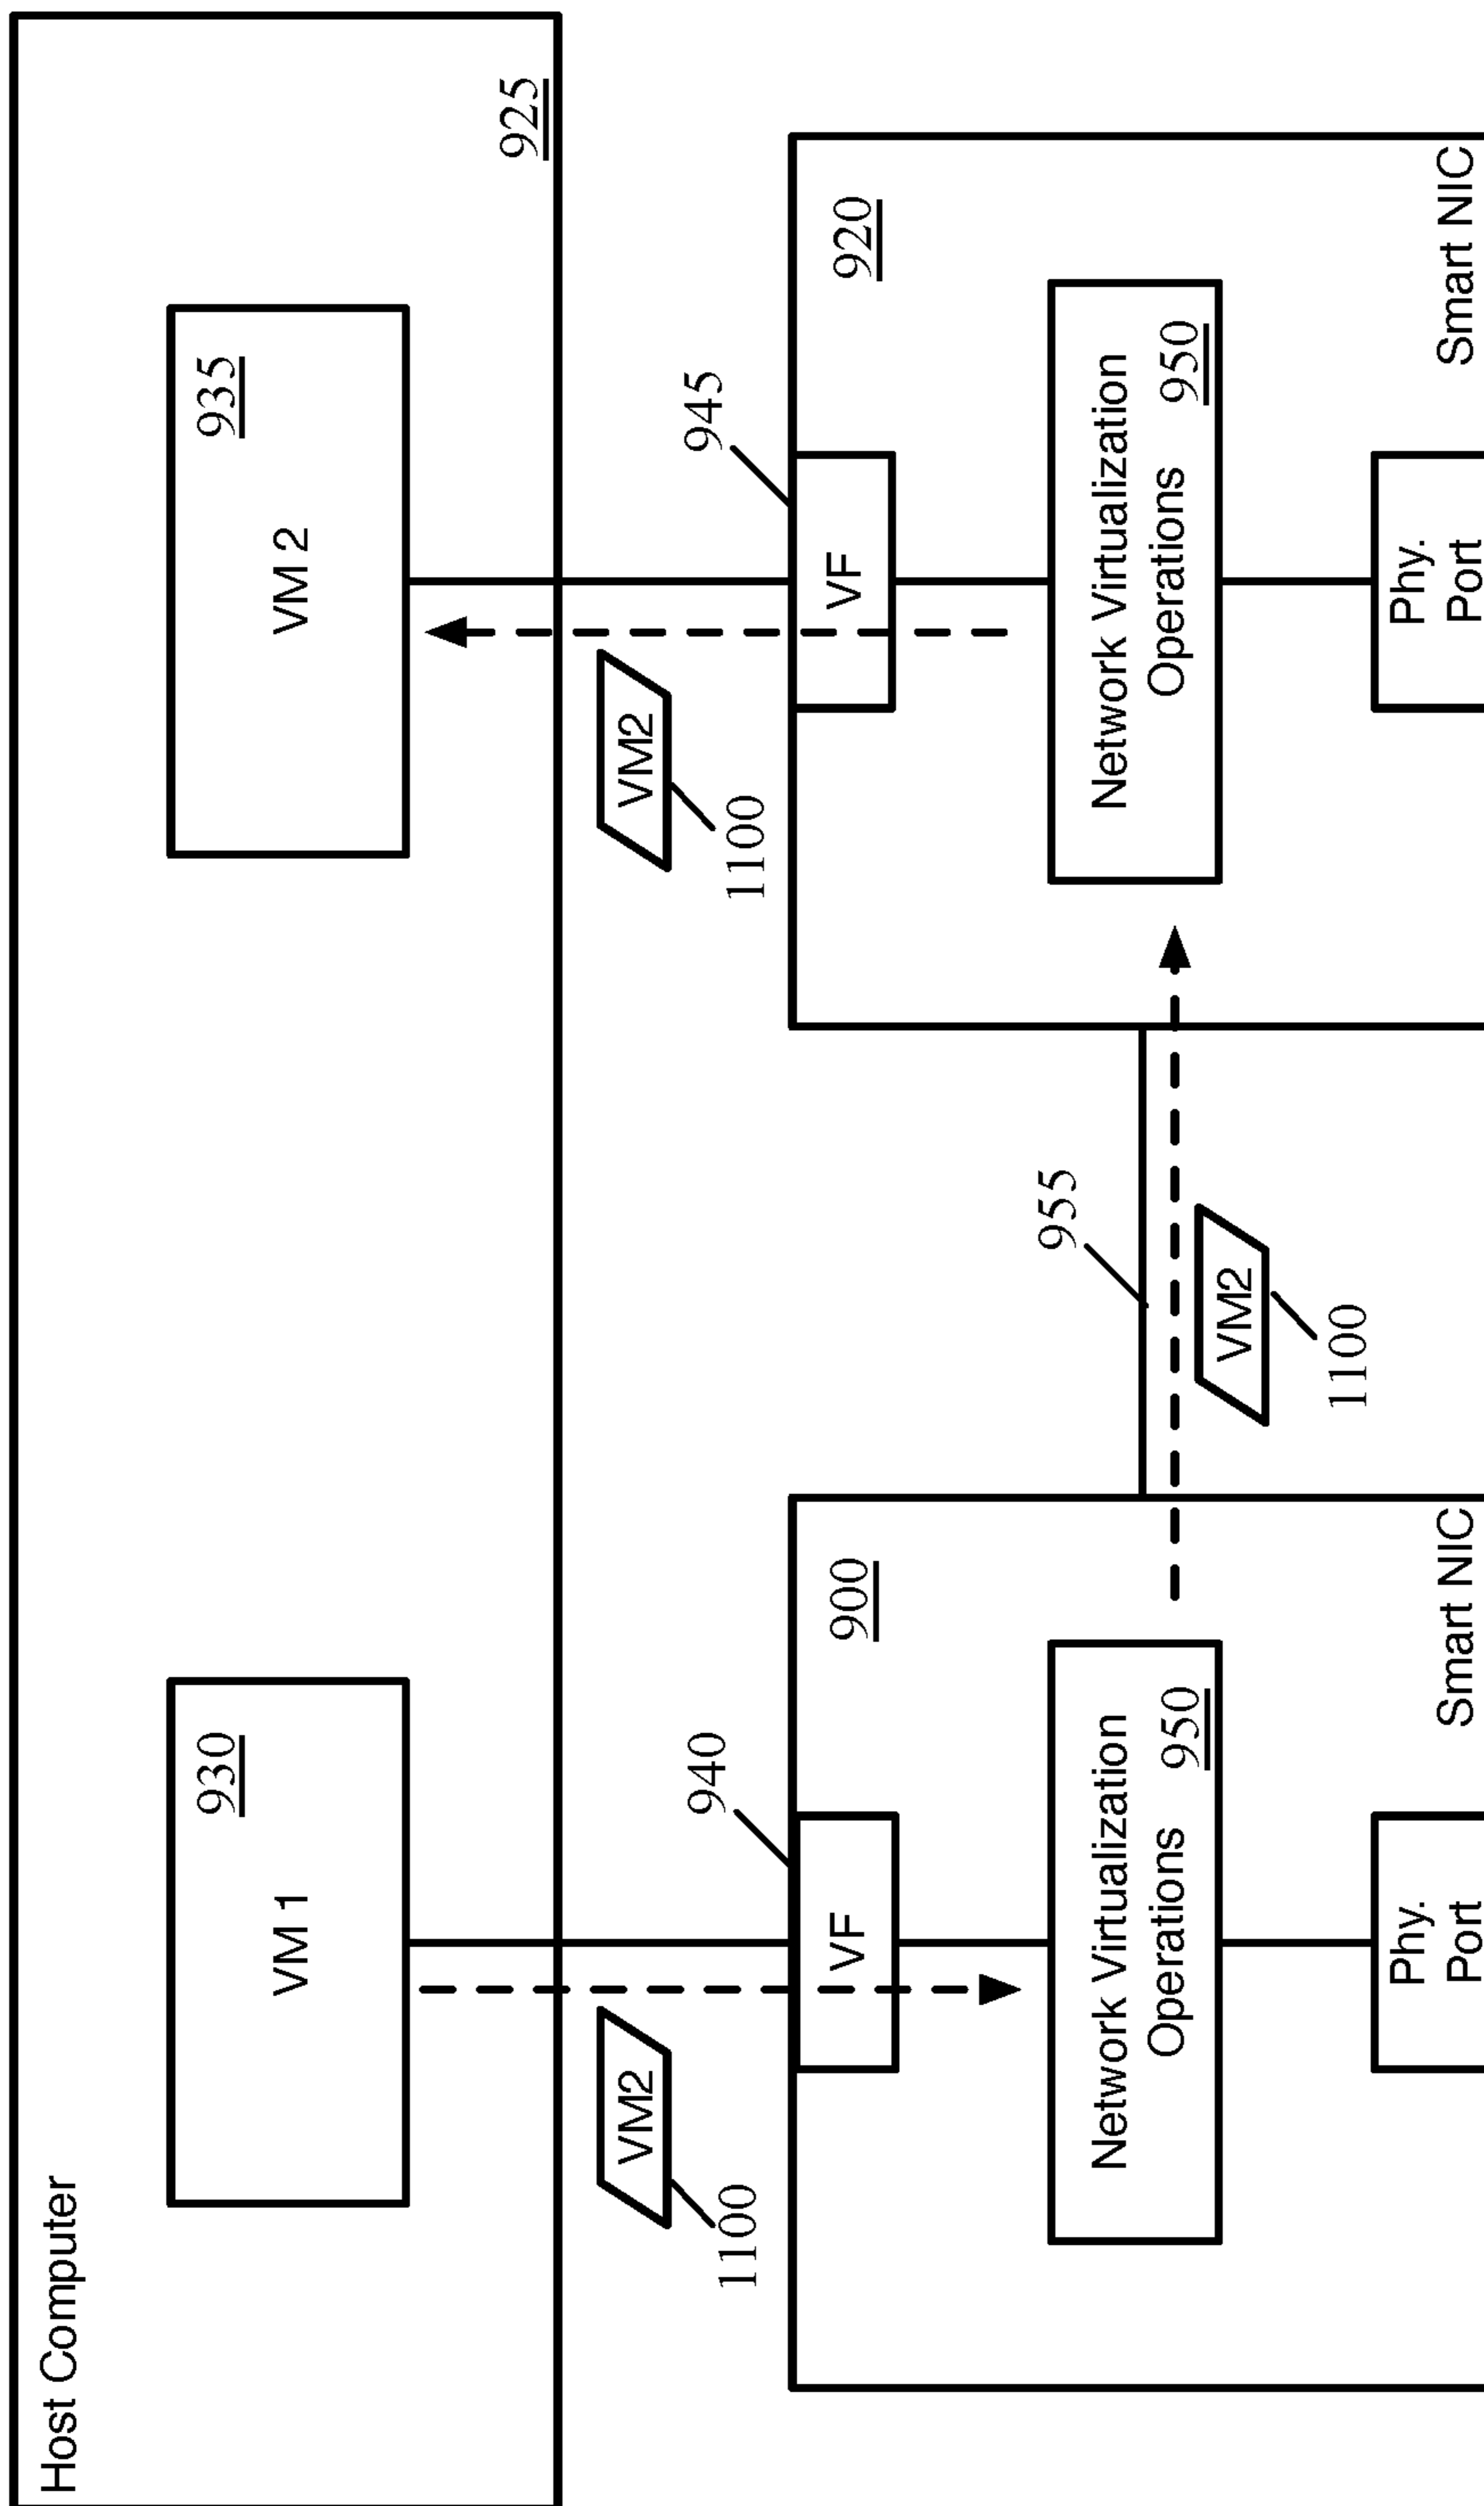 Host Computer
VM 1
930
VM 2
935
925
VM2
1100
940
VM2
1100
945
VF
900
VF
920
955
Network Virtualization
Operations
950
VM2
1100
Network Virtualization
Operations
950
Phy.
Port
Smart NIC
Phy.
Port
Smart NIC